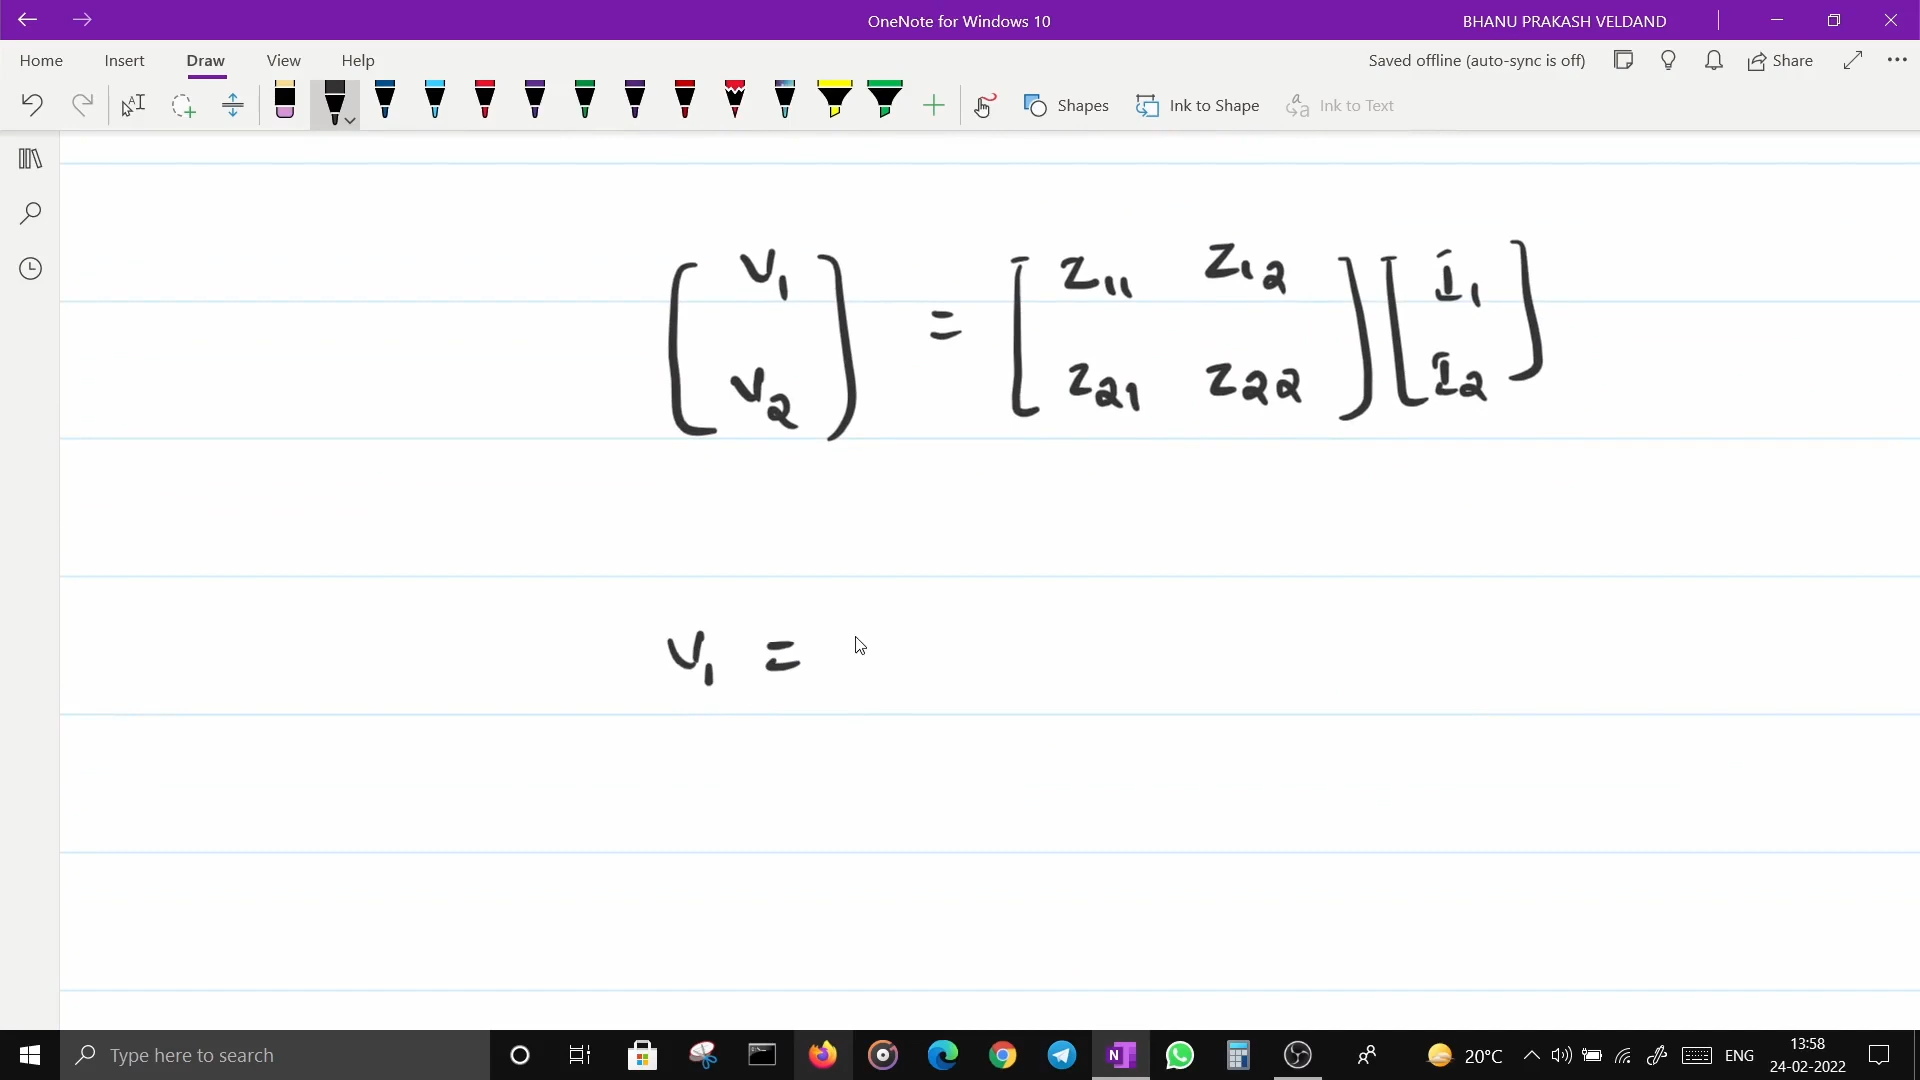 OneNote for Windows 10
BHANU PRAKASH VELDAND
Home Insert Draw View Help
Saved offline (auto-sync is off)
Share
Shapes
Ink to Shape
Ink to Text
[V₁ V₂] = [Z₁₁ Z₁₂ Z₂₁ Z₂₂] [I₁ I₂]
V₁ =
Type here to search
20°C
ENG
13:58
24-02-2022